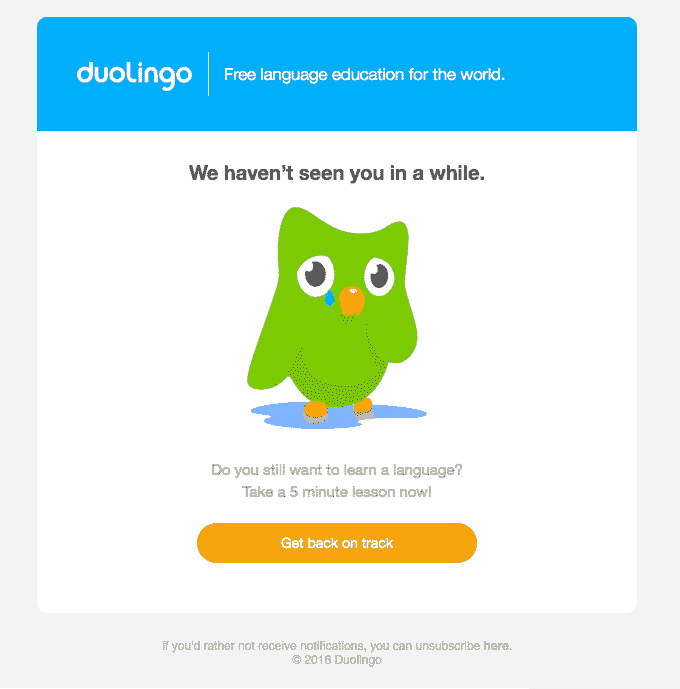 duolingo
Free language education for the world.
We haven’t seen you in a while.
Do you still want to learn a language?
Take a 5 minute lesson now!
Get back on track
If you'd rather not receive notifications, you can unsubscribe here.
© 2016 Duolingo